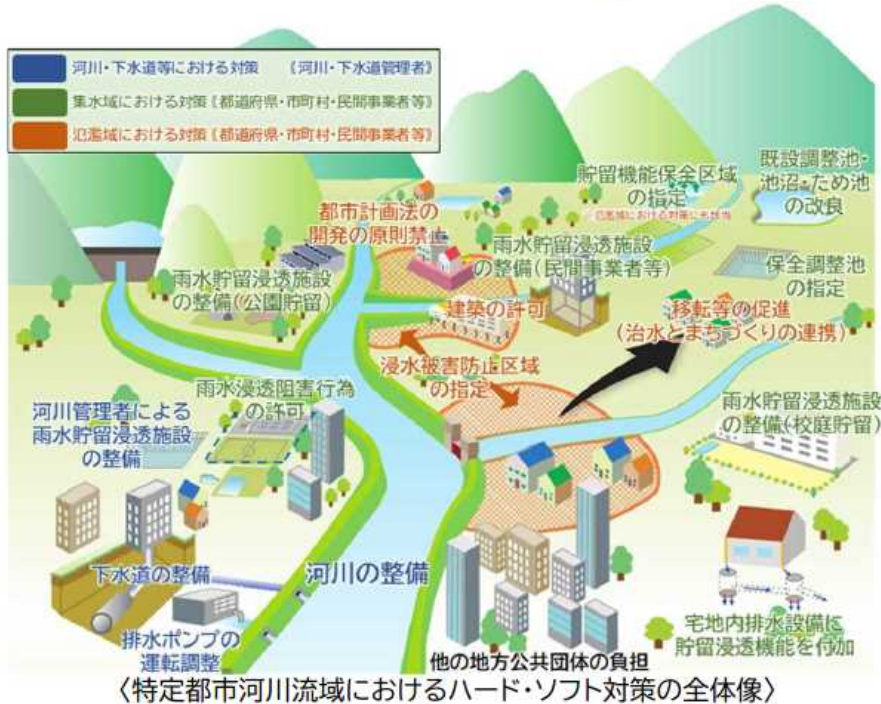 河川・下水道等における対策 《河川・下水道管理者》
集水域における対策《都道府県・市町村・民間事業者等》
氾濫域における対策《都道府県・市町村・民間事業者等》
貯留機能保全区域
の指定
※氾濫域における対策にも該当
既設調整池・
池沼・ため池
の改良
都市計画法の
開発の原則禁止
雨水貯留浸透施設
の整備(民間事業者等)
雨水貯留浸透施設
の整備(公園貯留)
保全調整池
の指定
建築の許可
移転等の促進
(治水とまちづくりの連携)
浸水被害防止区域
の指定
雨水浸透阻害行為
の許可
河川管理者による
雨水貯留浸透施設
の整備
雨水貯留浸透施設
の整備(校庭貯留)
下水道の整備
河川の整備
排水ポンプの
運転調整
宅地内排水設備に
貯留浸透機能を付加
他の地方公共団体の負担
〈特定都市河川流域におけるハード・ソフト対策の全体像〉